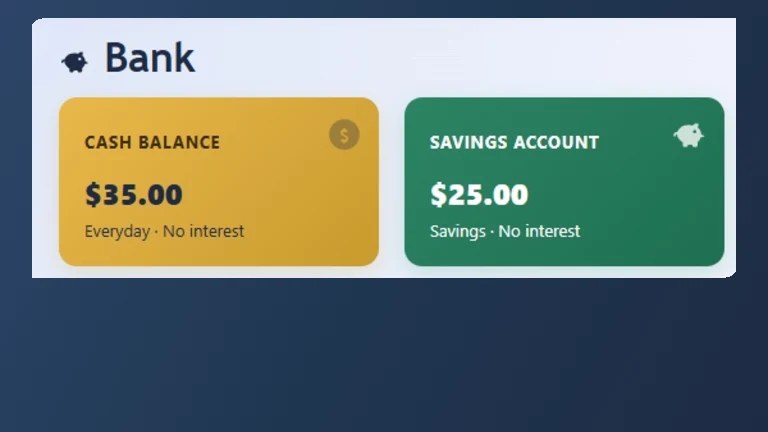 Bank
CASH BALANCE
$
$35.00
Everyday · No interest
SAVINGS ACCOUNT
$25.00
Savings · No interest